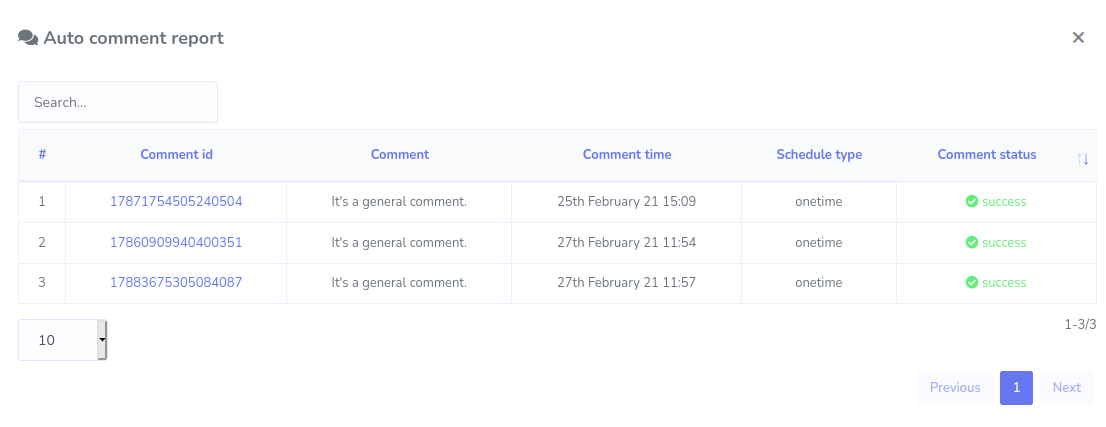 Auto comment report
Search...
# Comment id Comment Comment time Schedule type Comment status
1 17871754505240504 It's a general comment. 25th February 21 15:09 onetime success
2 17860909940400351 It's a general comment. 27th February 21 11:54 onetime success
3 17883675305084087 It's a general comment. 27th February 21 11:57 onetime success
1-3/3
10
Previous 1 Next